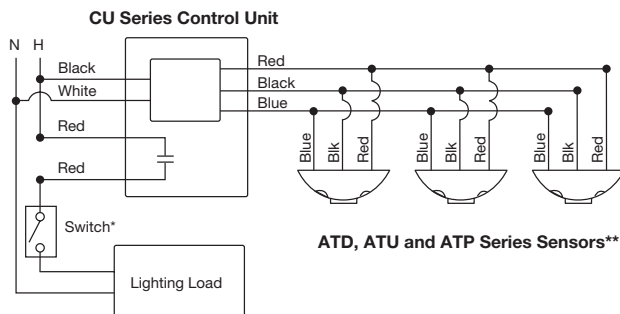 CU Series Control Unit
N H
Black
White
Red
Red
Red
Black
Blue
Blue
Blk
Red
Blue
Blk
Red
Blue
Blk
Red
Switch*
ATD, ATU and ATP Series Sensors**
Lighting Load